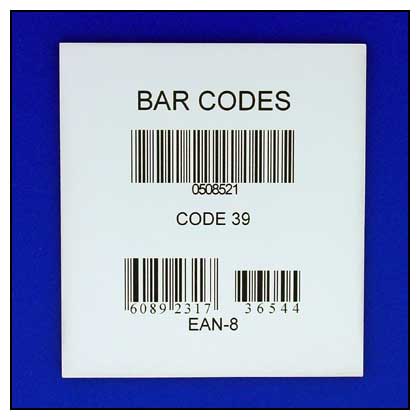 BAR CODES
0508521
CODE 39
6089 2317 36544
EAN-8